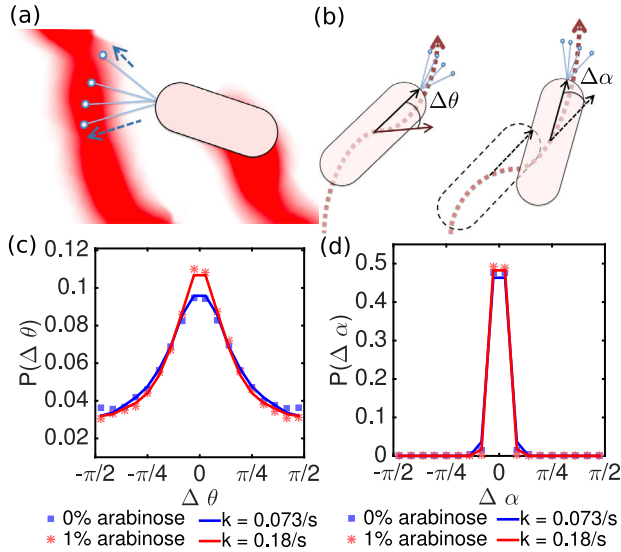 (a)
(b)
Δθ
Δα
(c)
(d)
P(Δ θ)
0.12
0.1
0.08
0.06
0.04
0.02
-π/2
-π/4
0
π/4
π/2
Δ θ
0% arabinose
k = 0.073/s
1% arabinose
k = 0.18/s
P(Δ α)
0.5
0.4
0.3
0.2
0.1
0
-π/2
-π/4
0
π/4
π/2
Δ α
0% arabinose
k = 0.073/s
1% arabinose
k = 0.18/s